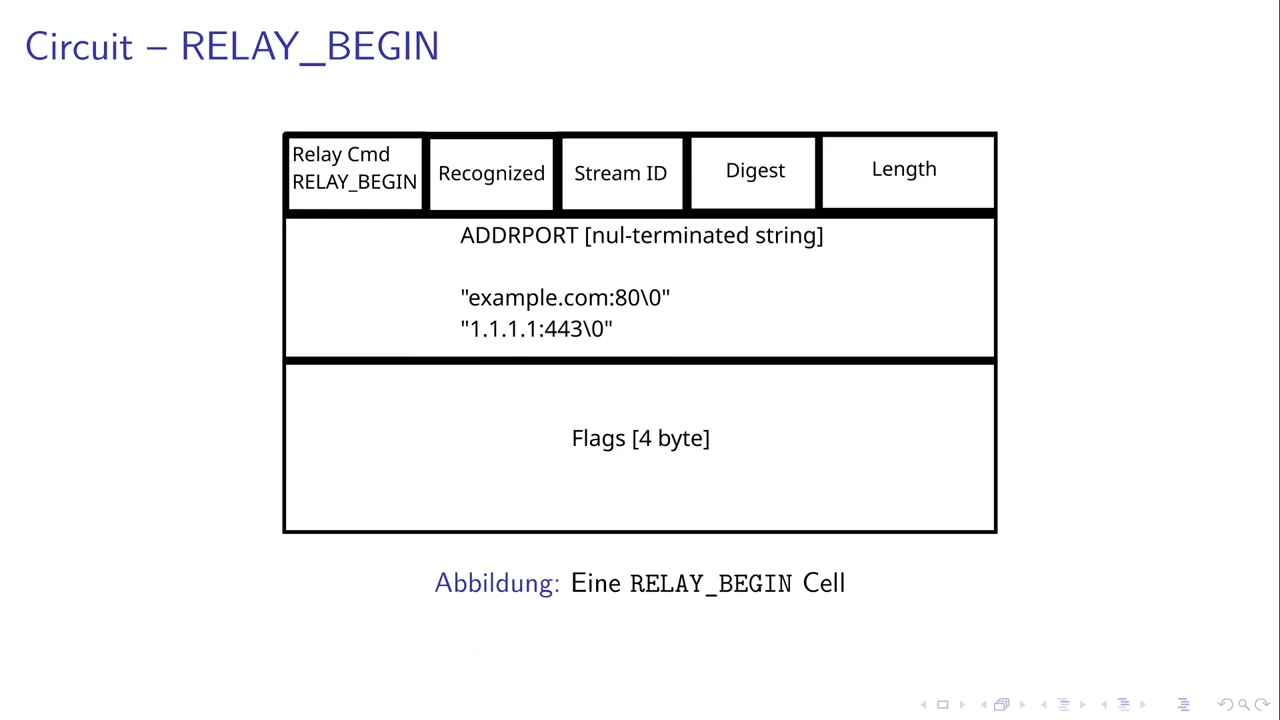 Circuit – RELAY_BEGIN
Relay Cmd
RELAY_BEGIN
Recognized
Stream ID
Digest
Length
ADDRPORT [nul-terminated string]
"example.com:80\0"
"1.1.1.1:443\0"
Flags [4 byte]
Abbildung: Eine RELAY_BEGIN Cell